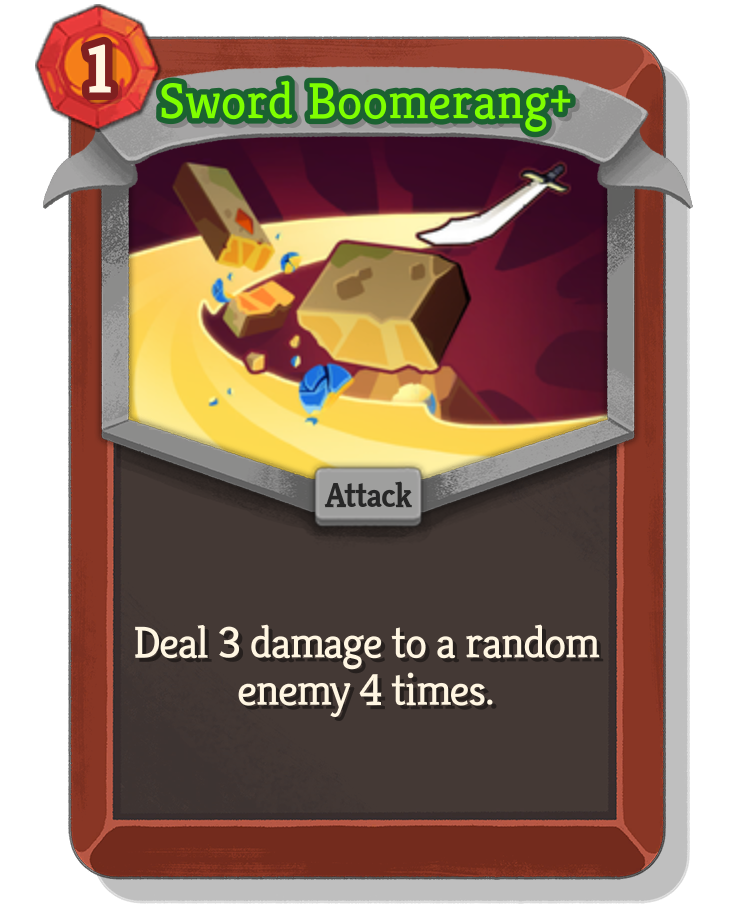 1
Sword Boomerang+
Attack
Deal 3 damage to a random
enemy 4 times.